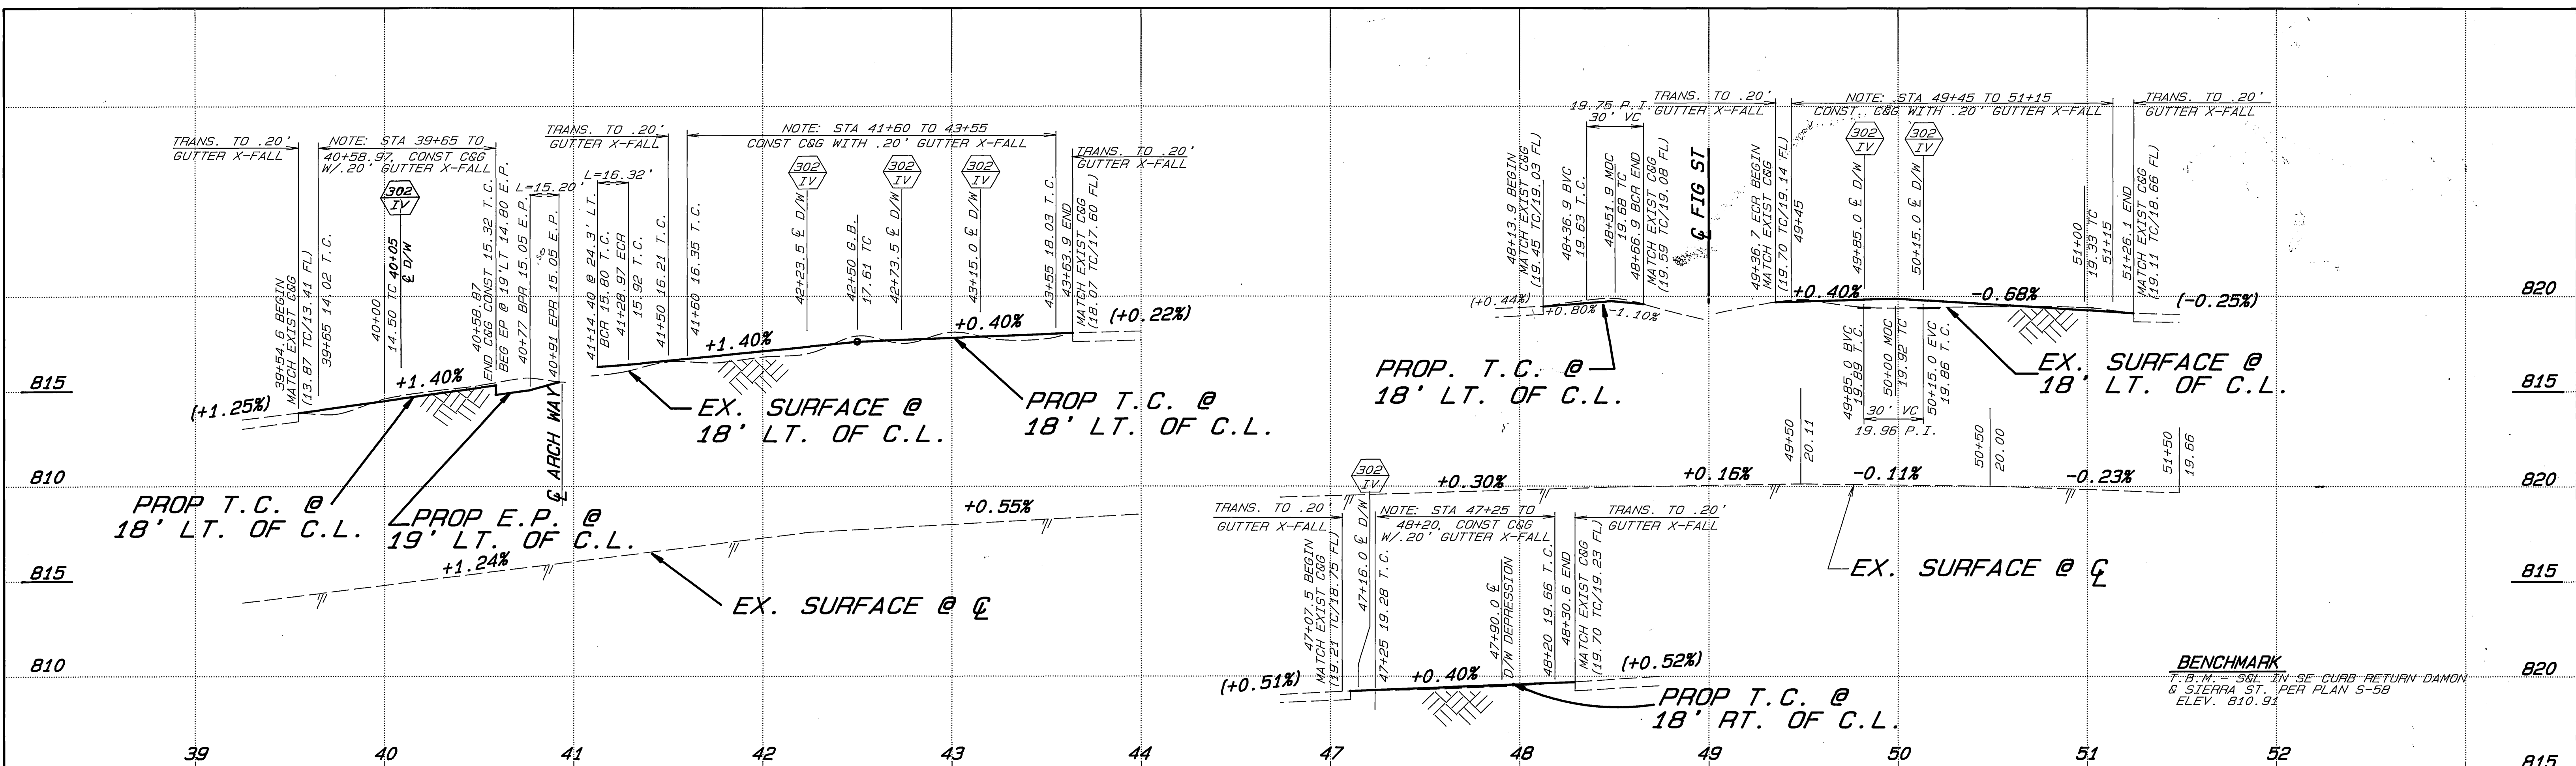 TRANS. TO .20'
GUTTER X-FALL
NOTE: STA 39+65 TO
40+58.97, CONST C&G
W/.20' GUTTER X-FALL
302
IV
L=15.20'
39+54.6 BEGIN
MATCH EXIST C&G
(13.87 TC/13.41 FL)
39+65 14.02 T.C.
40+00
14.50 TC
40+05
℄ D/W
40+58.87
END C&G CONST 15.32 T.C.
BEG EP @ 19'LT 14.80 E.P.
40+77 BPR 15.05 E.P.
40+91 EPR 15.05 E.P.
℄ ARCH WAY
(+1.25%)
+1.40%
PROP T.C. @
18' LT. OF C.L.
PROP E.P. @
19' LT. OF C.L.
TRANS. TO .20'
GUTTER X-FALL
L=16.32'
NOTE: STA 41+60 TO 43+55
CONST C&G WITH .20' GUTTER X-FALL
TRANS. TO .20'
GUTTER X-FALL
302
IV
302
IV
302
IV
41+14.40 @ 24.3' LT.
BCR 15.80 T.C.
41+28.97 ECR
15.92 T.C.
41+50 16.21 T.C.
41+60 16.35 T.C.
42+23.5 ℄ D/W
42+50 G.B.
17.61 TC
42+73.5 ℄ D/W
43+15.0 ℄ D/W
43+55 18.03 T.C.
43+63.9 END
MATCH EXIST C&G
(18.07 TC/17.60 FL)
+1.40%
+0.40%
(+0.22%)
EX. SURFACE @
18' LT. OF C.L.
PROP T.C. @
18' LT. OF C.L.
+1.24%
+0.55%
EX. SURFACE @ ℄
19.75 P.I.
30' VC
TRANS. TO .20'
GUTTER X-FALL
48+13.9 BEGIN
MATCH EXIST C&G
(19.45 TC/19.03 FL)
48+36.9 BVC
19.63 T.C.
48+51.9 MOC
19.68 TC
48+66.9 BCR END
MATCH EXIST C&G
(19.59 TC/19.08 FL)
℄ FIG ST
(+0.44%)
+0.80%
-1.10%
PROP. T.C. @
18' LT. OF C.L.
NOTE: STA 49+45 TO 51+15
CONST. C&G WITH .20' GUTTER X-FALL
TRANS. TO .20'
GUTTER X-FALL
302
IV
302
IV
49+36.7 ECR BEGIN
MATCH EXIST C&G
(19.70 TC/19.14 FL)
49+45
49+85.0 ℄ D/W
50+15.0 ℄ D/W
51+00
19.33 TC
51+15
51+26.1 END
MATCH EXIST C&G
(19.11 TC/18.66 FL)
+0.40%
-0.68%
(-0.25%)
49+85.0 BVC
19.89 T.C.
50+00 MOC
19.92 TC
50+15.0 EVC
19.86 T.C.
30' VC
19.96 P.I.
EX. SURFACE @
18' LT. OF C.L.
49+50
20.11
50+50
20.00
51+50
19.66
+0.30%
+0.16%
-0.11%
-0.23%
EX. SURFACE @ ℄
302
IV
TRANS. TO .20'
GUTTER X-FALL
NOTE: STA 47+25 TO
48+20, CONST C&G
W/.20' GUTTER X-FALL
TRANS. TO .20'
GUTTER X-FALL
47+07.5 BEGIN
MATCH EXIST C&G
(19.21 TC/18.75 FL)
47+16.0 ℄ D/W
47+25 19.28 T.C.
47+90.0 ℄
D/W DEPRESSION
48+20 19.66 T.C.
48+30.6 END
MATCH EXIST C&G
(19.70 TC/19.23 FL)
(+0.51%)
+0.40%
(+0.52%)
PROP T.C. @
18' RT. OF C.L.
BENCHMARK
T.B.M.- S&L IN SE CURB RETURN DAMON
& SIERRA ST. PER PLAN S-58
ELEV. 810.91
815
810
815
810
820
815
820
815
820
815
39 40 41 42 43 44 47 48 49 50 51 52